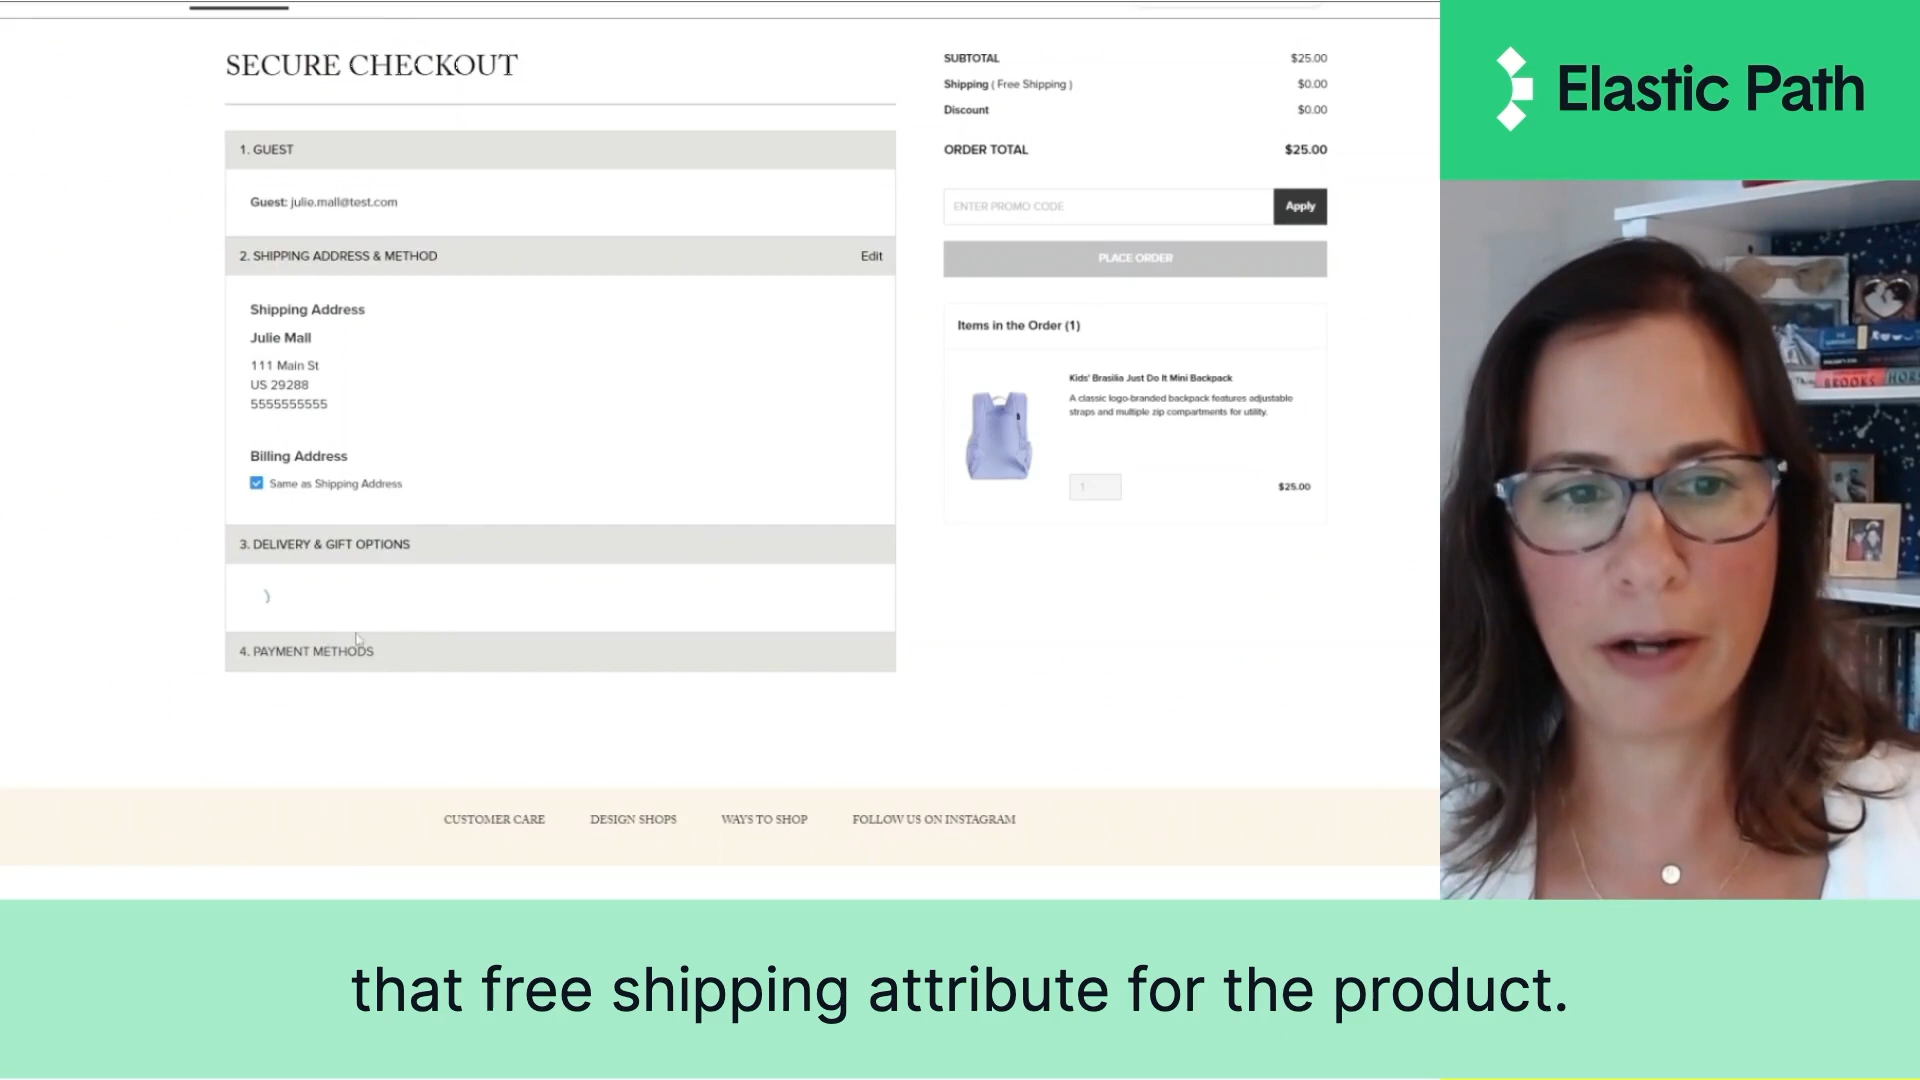 SECURE CHECKOUT
1. GUEST
Guest: julie.mall@test.com
2. SHIPPING ADDRESS & METHOD
Edit
Shipping Address
Julie Mall
111 Main St
US 29288
5555555555
Billing Address
Same as Shipping Address
3. DELIVERY & GIFT OPTIONS
4. PAYMENT METHODS
SUBTOTAL $25.00
Shipping ( Free Shipping ) $0.00
Discount $0.00
ORDER TOTAL $25.00
ENTER PROMO CODE
Apply
PLACE ORDER
Items in the Order (1)
Kids' Brasilia Just Do It Mini Backpack
A classic logo-branded backpack features adjustable
straps and multiple zip compartments for utility.
1
$25.00
CUSTOMER CARE
DESIGN SHOPS
WAYS TO SHOP
FOLLOW US ON INSTAGRAM
Elastic Path
BROOKS
that free shipping attribute for the product.